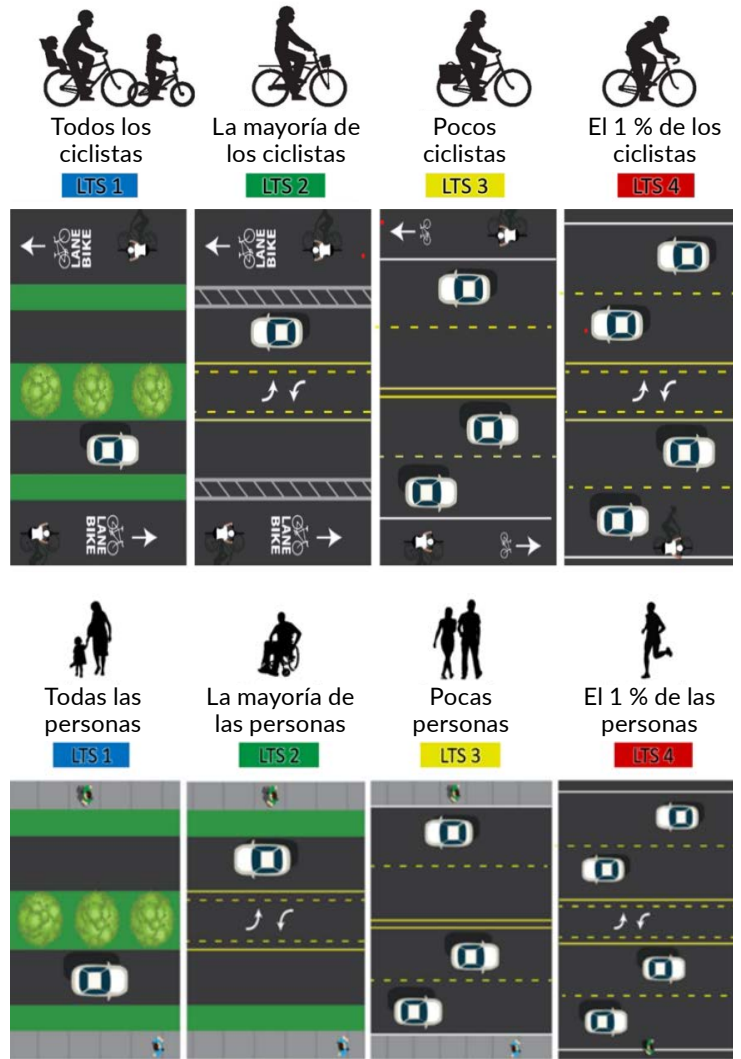 Todos los
ciclistas
LTS 1
La mayoría de
los ciclistas
LTS 2
Pocos
ciclistas
LTS 3
El 1 % de los
ciclistas
LTS 4
LANE
BIKE
LANE
BIKE
LANE
BIKE
LANE
BIKE
Todas las
personas
LTS 1
La mayoría de
las personas
LTS 2
Pocas
personas
LTS 3
El 1 % de las
personas
LTS 4